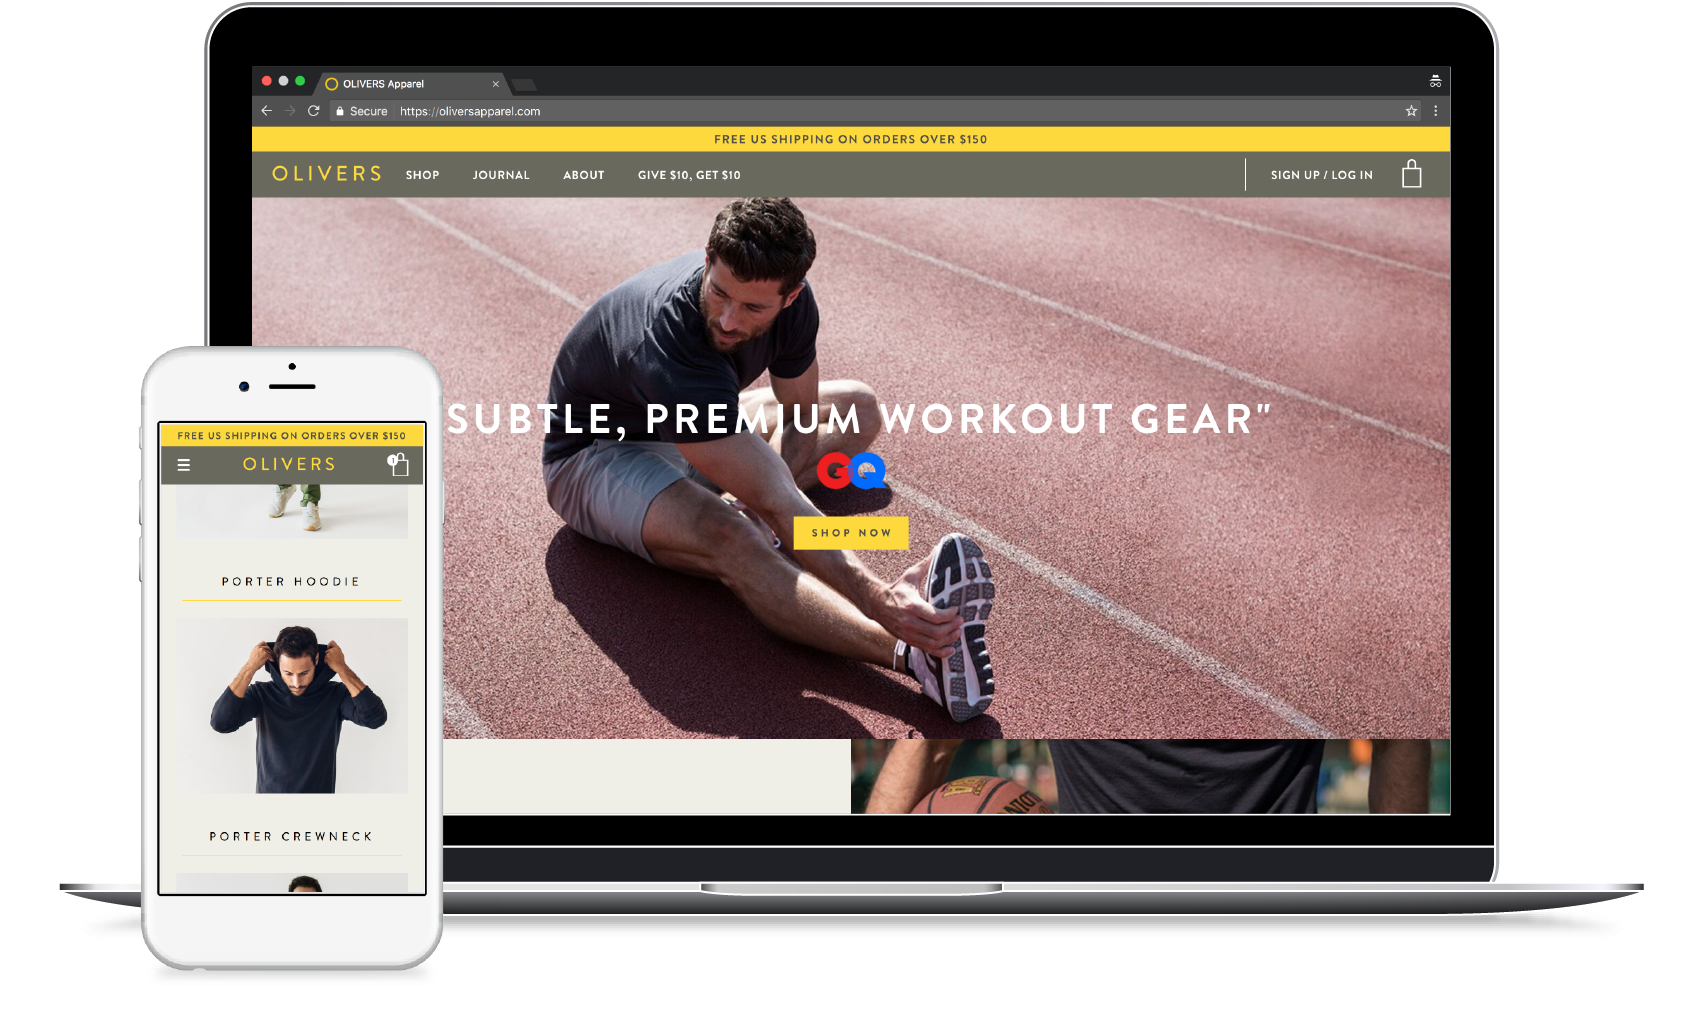 OLIVERS Apparel
Secure https://oliversapparel.com
FREE US SHIPPING ON ORDERS OVER $150
OLIVERS SHOP JOURNAL ABOUT GIVE $10, GET $10 SIGN UP / LOG IN
SUBTLE, PREMIUM WORKOUT GEAR"
GQ
SHOP NOW
FREE US SHIPPING ON ORDERS OVER $150
OLIVERS 1
PORTER HOODIE
PORTER CREWNECK